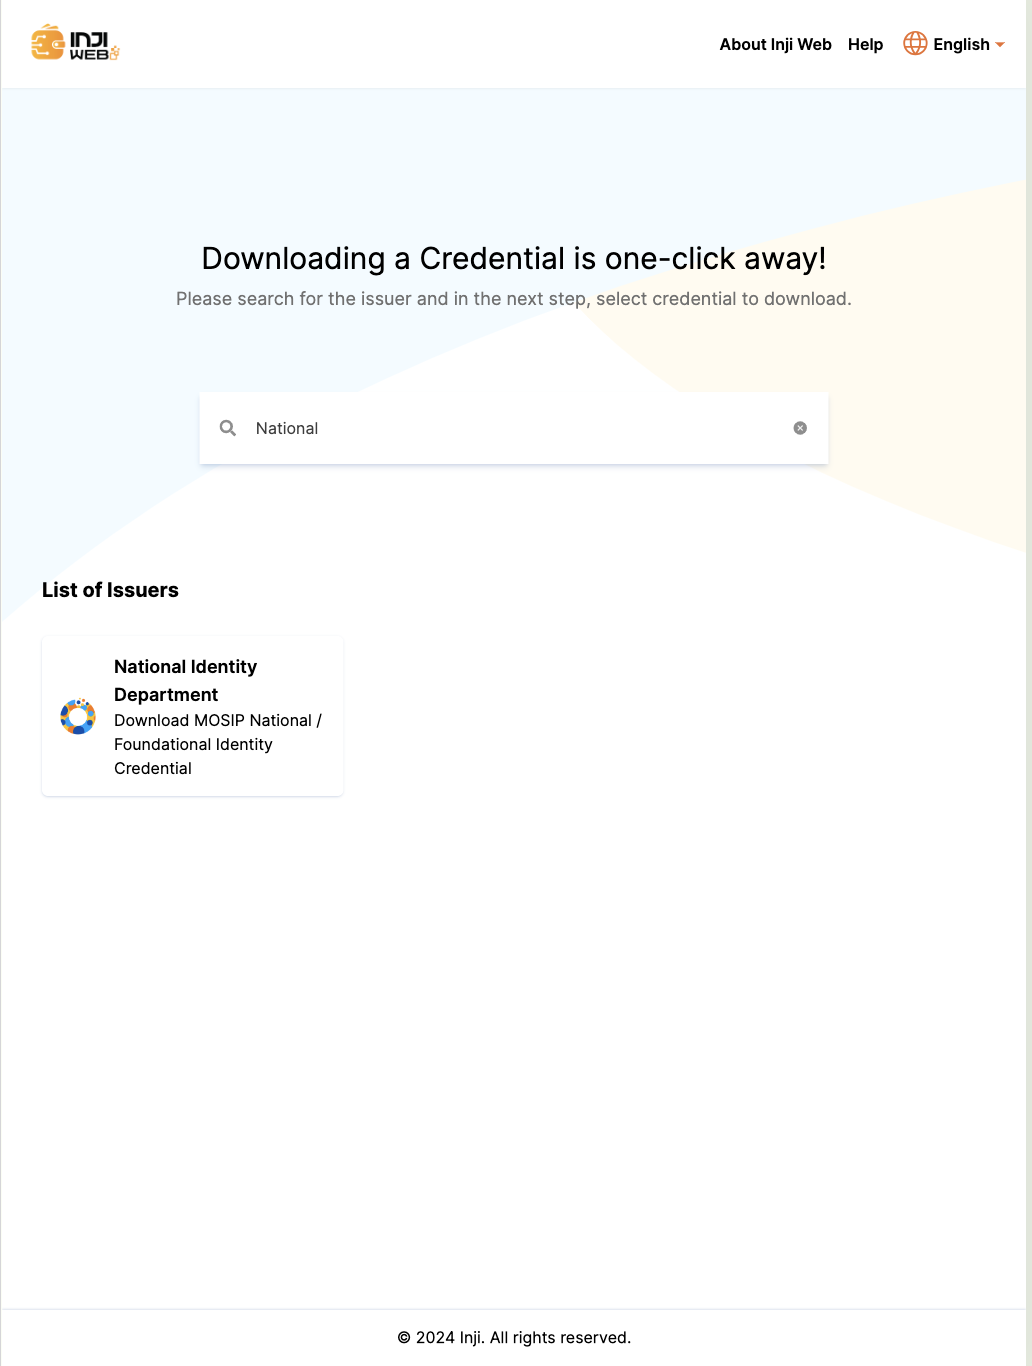 INJI
WEB
About Inji Web
Help
English
Downloading a Credential is one-click away!
Please search for the issuer and in the next step, select credential to download.
National
List of Issuers
National Identity
Department
Download MOSIP National /
Foundational Identity
Credential
© 2024 Inji. All rights reserved.